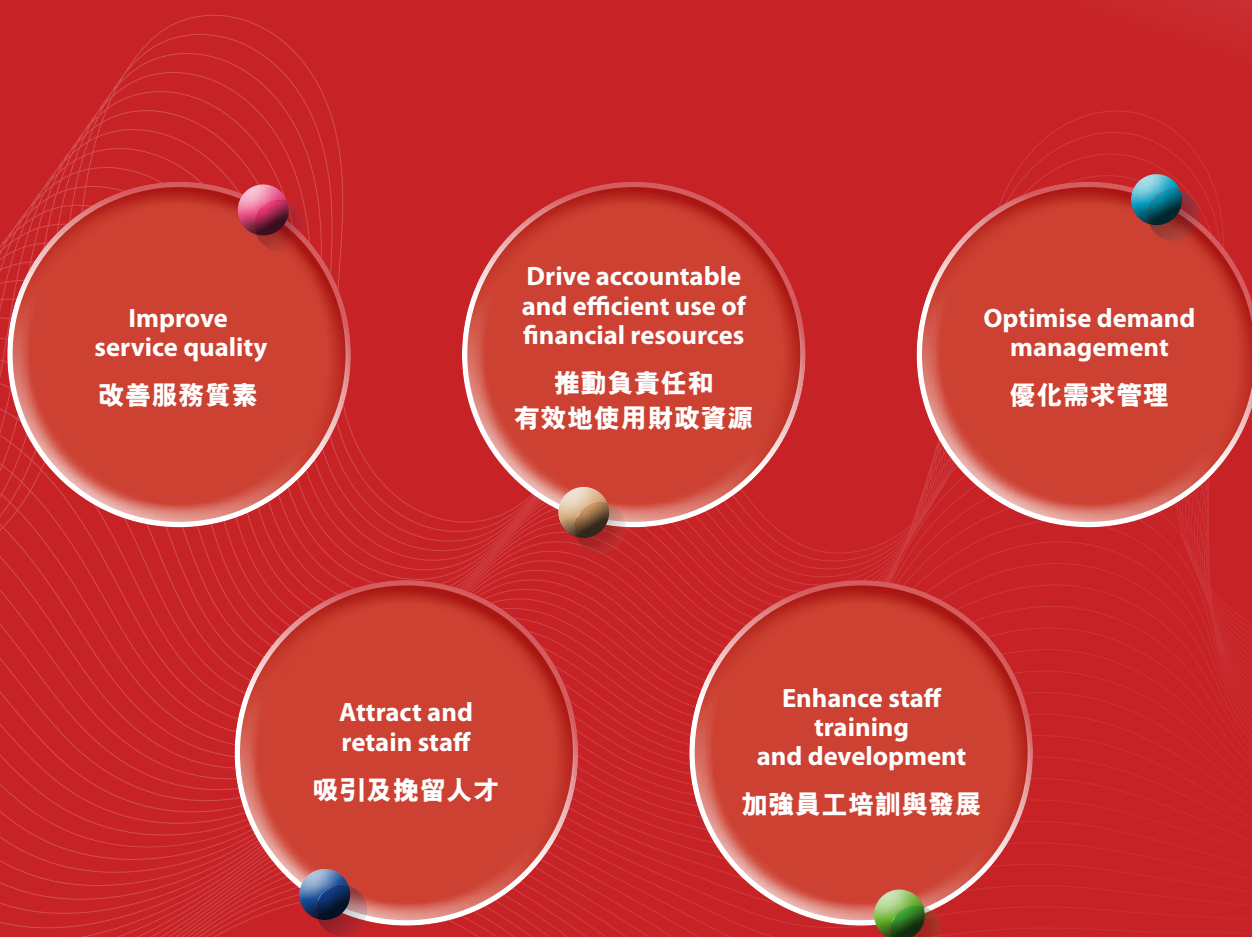 Improve
service quality
改善服務質素
Drive accountable
and efficient use of
financial resources
推動負責任和
有效地使用財政資源
Optimise demand
management
優化需求管理
Attract and
retain staff
吸引及挽留人才
Enhance staff
training
and development
加強員工培訓與發展